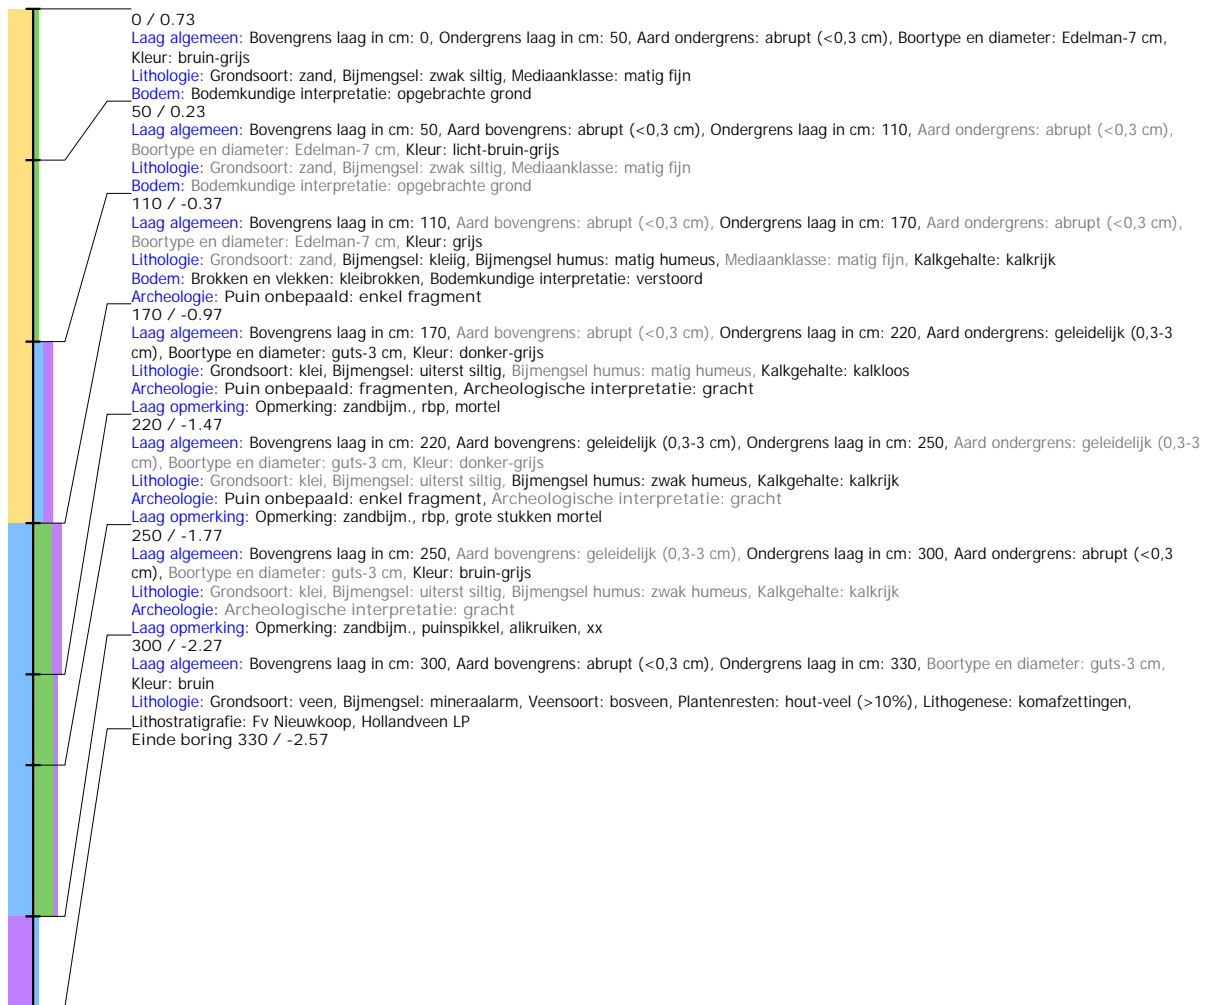 0 / 0.73
Laag algemeen: Bovengrens laag in cm: 0, Ondergrens laag in cm: 50, Aard ondergrens: abrupt (<0,3 cm), Boortype en diameter: Edelman-7 cm,
Kleur: bruin-grijs
Lithologie: Grondsoort: zand, Bijmengsel: zwak siltig, Mediaanklasse: matig fijn
Bodem: Bodemkundige interpretatie: opgebrachte grond
50 / 0.23
Laag algemeen: Bovengrens laag in cm: 50, Aard bovengrens: abrupt (<0,3 cm), Ondergrens laag in cm: 110, Aard ondergrens: abrupt (<0,3 cm),
Boortype en diameter: Edelman-7 cm, Kleur: licht-bruin-grijs
Lithologie: Grondsoort: zand, Bijmengsel: zwak siltig, Mediaanklasse: matig fijn
Bodem: Bodemkundige interpretatie: opgebrachte grond
110 / -0.37
Laag algemeen: Bovengrens laag in cm: 110, Aard bovengrens: abrupt (<0,3 cm), Ondergrens laag in cm: 170, Aard ondergrens: abrupt (<0,3 cm),
Boortype en diameter: Edelman-7 cm, Kleur: grijs
Lithologie: Grondsoort: zand, Bijmengsel: kleiig, Bijmengsel humus: matig humeus, Mediaanklasse: matig fijn, Kalkgehalte: kalkrijk
Bodem: Brokken en vlekken: kleibrokken, Bodemkundige interpretatie: verstoord
Archeologie: Puin onbepaald: enkel fragment
170 / -0.97
Laag algemeen: Bovengrens laag in cm: 170, Aard bovengrens: abrupt (<0,3 cm), Ondergrens laag in cm: 220, Aard ondergrens: geleidelijk (0,3-3
cm), Boortype en diameter: guts-3 cm, Kleur: donker-grijs
Lithologie: Grondsoort: klei, Bijmengsel: uiterst siltig, Bijmengsel humus: matig humeus, Kalkgehalte: kalkloos
Archeologie: Puin onbepaald: fragmenten, Archeologische interpretatie: gracht
Laag opmerking: Opmerking: zandbijm., rbp, mortel
220 / -1.47
Laag algemeen: Bovengrens laag in cm: 220, Aard bovengrens: geleidelijk (0,3-3 cm), Ondergrens laag in cm: 250, Aard ondergrens: geleidelijk (0,3-3
cm), Boortype en diameter: guts-3 cm, Kleur: donker-grijs
Lithologie: Grondsoort: klei, Bijmengsel: uiterst siltig, Bijmengsel humus: zwak humeus, Kalkgehalte: kalkrijk
Archeologie: Puin onbepaald: enkel fragment, Archeologische interpretatie: gracht
Laag opmerking: Opmerking: zandbijm., rbp, grote stukken mortel
250 / -1.77
Laag algemeen: Bovengrens laag in cm: 250, Aard bovengrens: geleidelijk (0,3-3 cm), Ondergrens laag in cm: 300, Aard ondergrens: abrupt (<0,3
cm), Boortype en diameter: guts-3 cm, Kleur: bruin-grijs
Lithologie: Grondsoort: klei, Bijmengsel: uiterst siltig, Bijmengsel humus: zwak humeus, Kalkgehalte: kalkrijk
Archeologie: Archeologische interpretatie: gracht
Laag opmerking: Opmerking: zandbijm., puinspikkel, alikruiken, xx
300 / -2.27
Laag algemeen: Bovengrens laag in cm: 300, Aard bovengrens: abrupt (<0,3 cm), Ondergrens laag in cm: 330, Boortype en diameter: guts-3 cm,
Kleur: bruin
Lithologie: Grondsoort: veen, Bijmengsel: mineraalarm, Veensoort: bosveen, Plantenresten: hout-veel (>10%), Lithogenese: komafzettingen,
Lithostratigrafie: Fv Nieuwkoop, Hollandveen LP
Einde boring 330 / -2.57